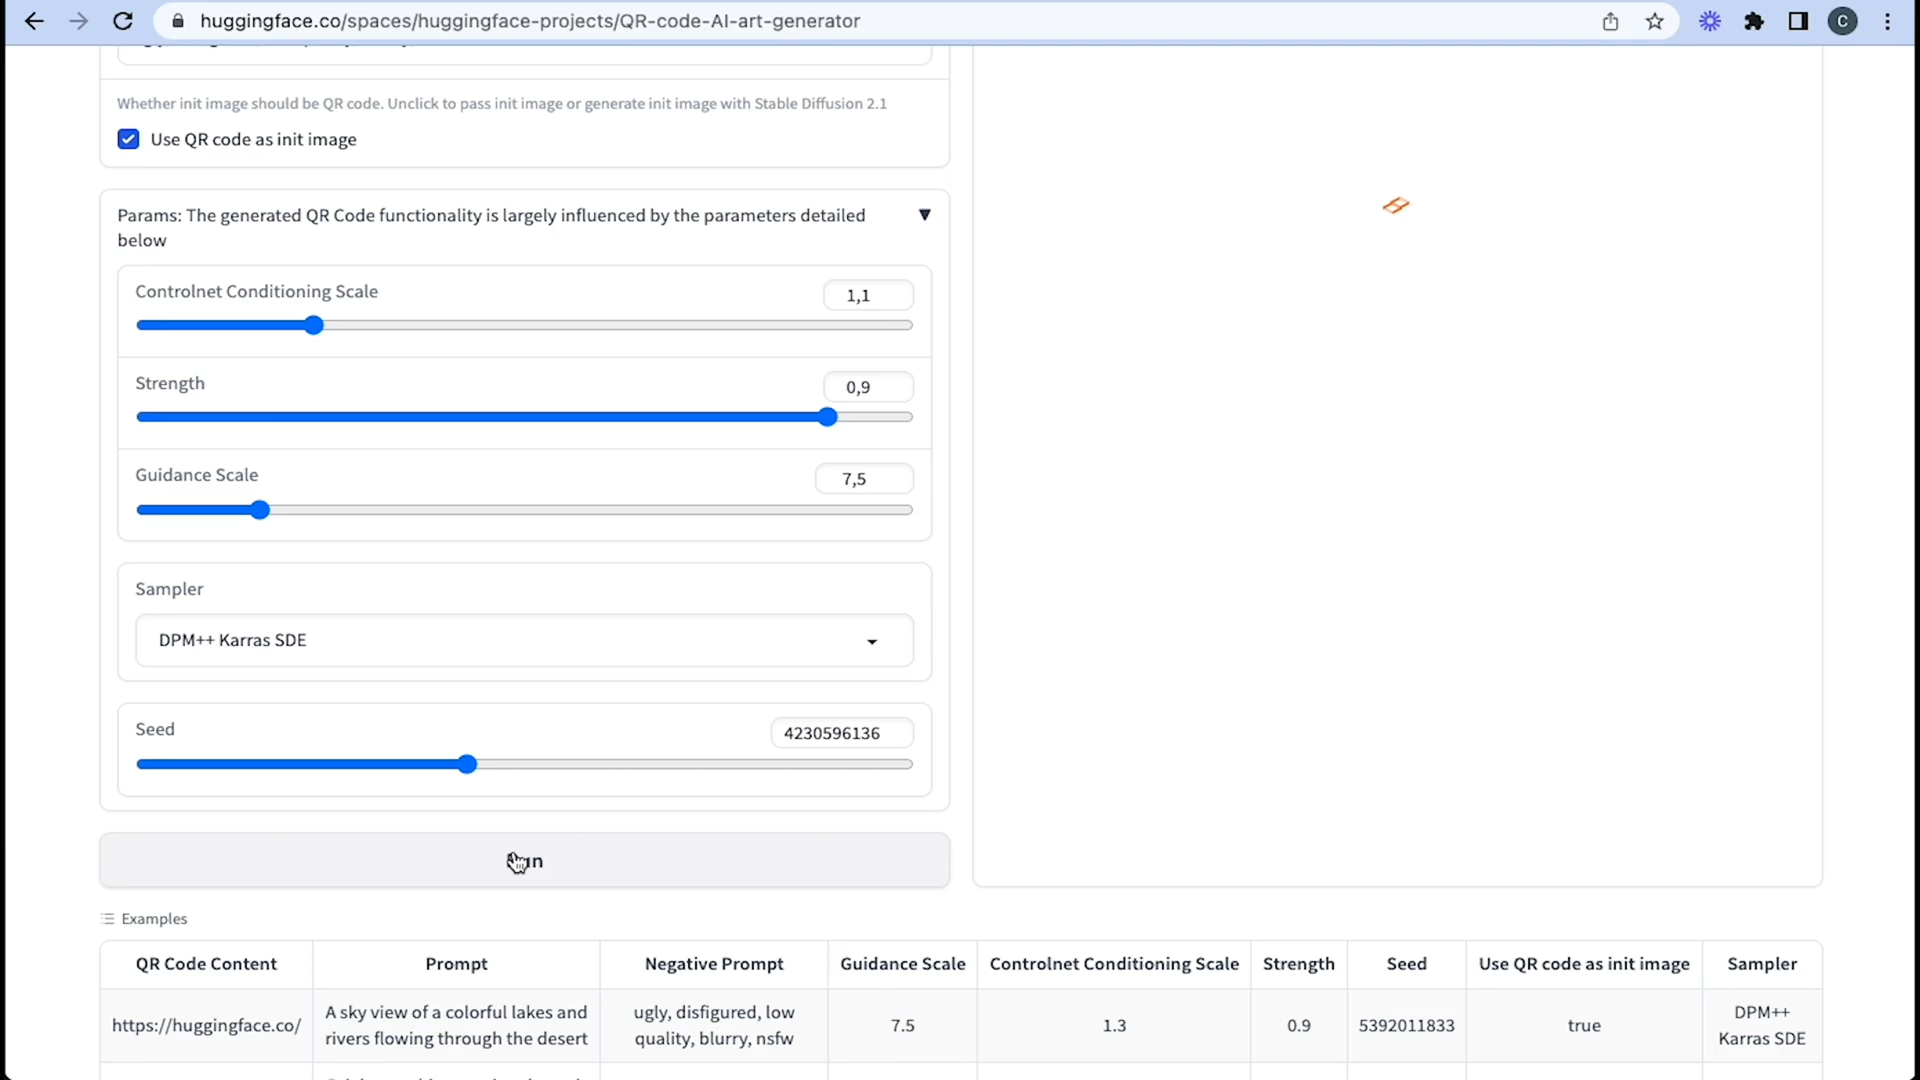 huggingface.co/spaces/huggingface-projects/QR-code-AI-art-generator
C
Whether init image should be QR code. Unclick to pass init image or generate init image with Stable Diffusion 2.1
Use QR code as init image
Params: The generated QR Code functionality is largely influenced by the parameters detailed
below
Controlnet Conditioning Scale
1,1
Strength
0,9
Guidance Scale
7,5
Sampler
DPM++ Karras SDE
Seed
4230596136
Examples
QR Code Content Prompt Negative Prompt Guidance Scale Controlnet Conditioning Scale Strength Seed Use QR code as init image Sampler
https://huggingface.co/ A sky view of a colorful lakes and ugly, disfigured, low 7.5 1.3 0.9 5392011833 true DPM++
rivers flowing through the desert quality, blurry, nsfw Karras SDE